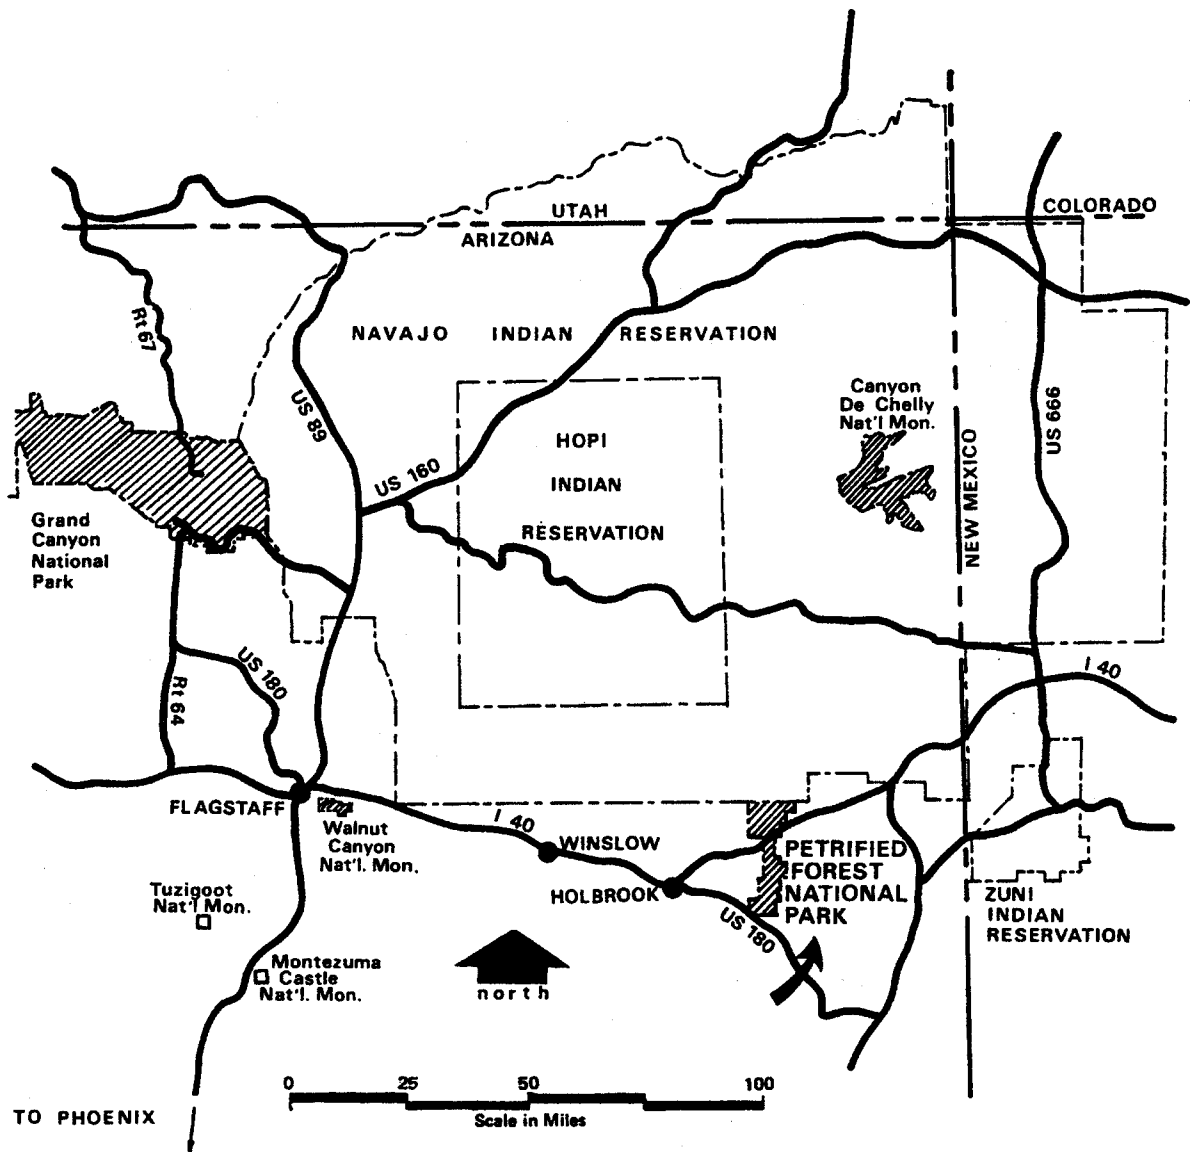 UTAH
COLORADO
ARIZONA
Rt 67
NAVAJO INDIAN RESERVATION
US 89
Canyon
De Chelly
Nat'l Mon.
US 666
HOPI
INDIAN
RESERVATION
US 160
NEW MEXICO
Grand
Canyon
National
Park
US 180
Rt 64
I 40
FLAGSTAFF
I 40
Walnut
Canyon
Nat'l. Mon.
WINSLOW
HOLBROOK
PETRIFIED
FOREST
NATIONAL
PARK
US 180
Tuzigoot
Nat'l Mon.
ZUNI
INDIAN
RESERVATION
Montezuma
Castle
Nat'l. Mon.
north
0 25 50 100
Scale in Miles
TO PHOENIX